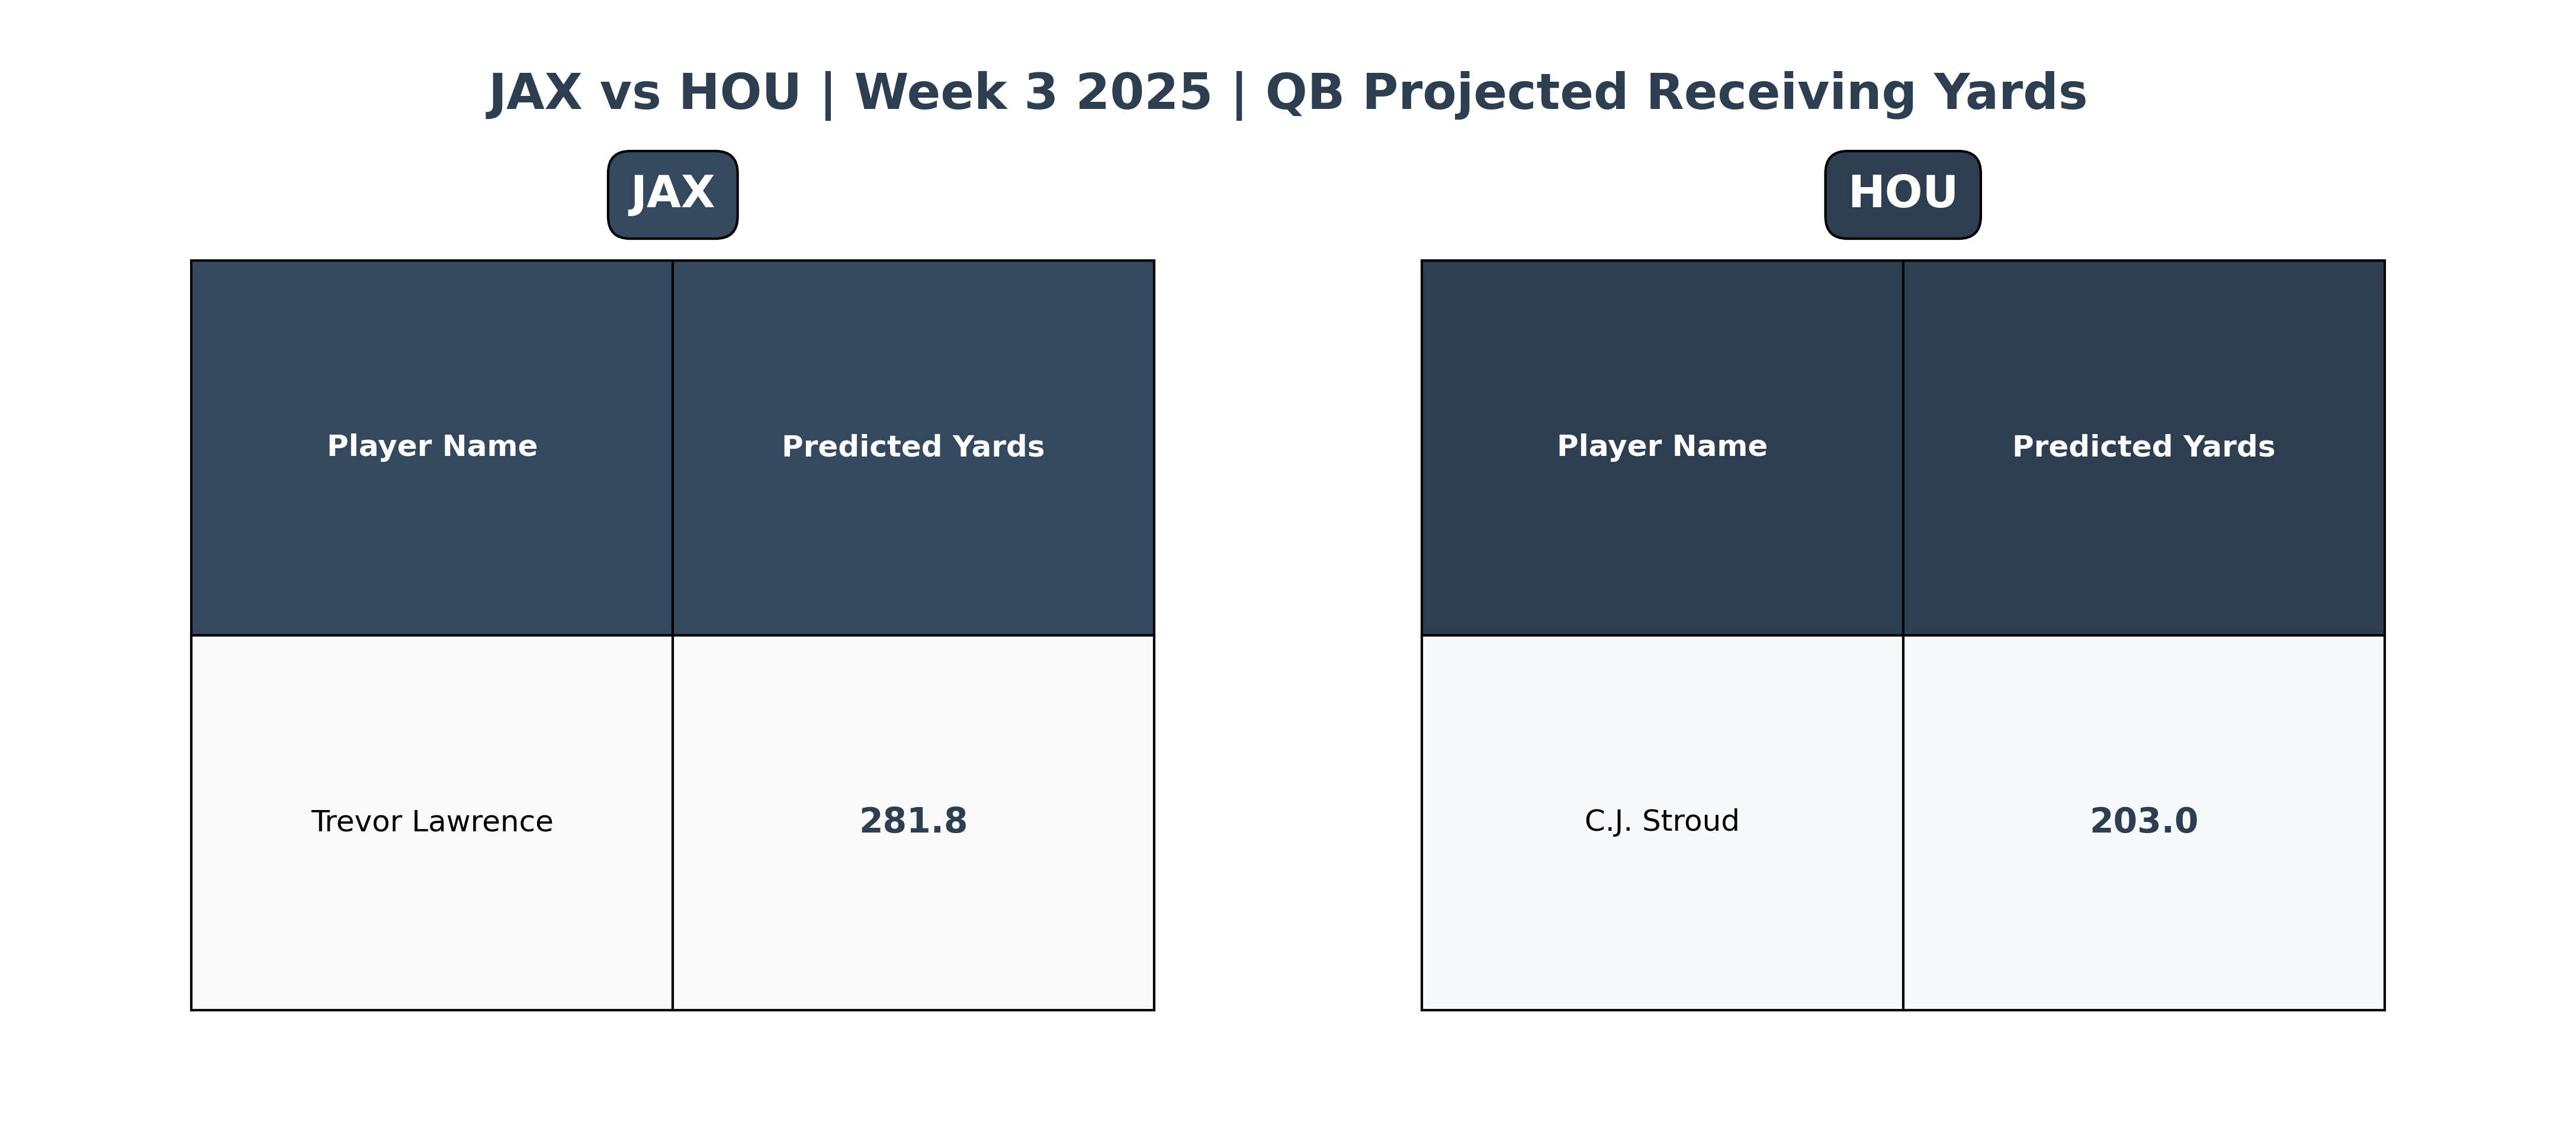 JAX vs HOU | Week 3 2025 | QB Projected Receiving Yards
JAX
Player Name Predicted Yards
Trevor Lawrence 281.8
HOU
Player Name Predicted Yards
C.J. Stroud 203.0